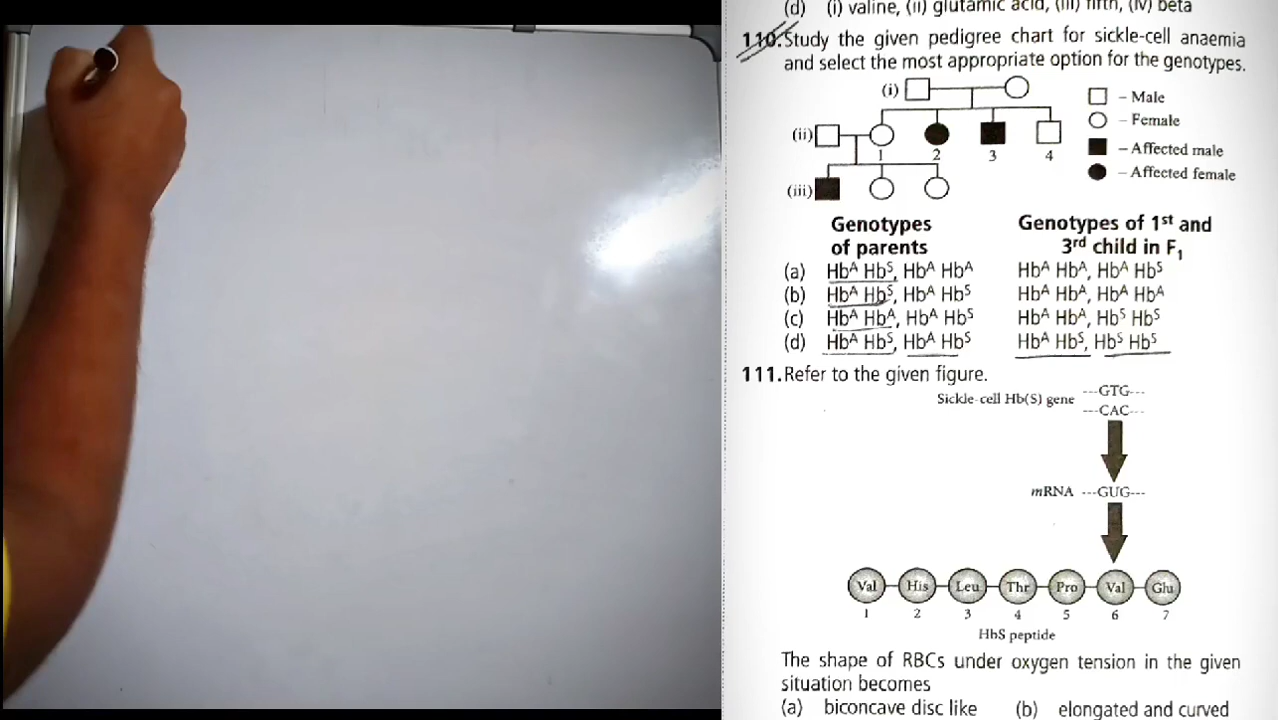 (d) (i) valine, (ii) glutamic acid, (iii) fifth, (iv) beta
110. Study the given pedigree chart for sickle-cell anaemia
and select the most appropriate option for the genotypes.
(i)
– Male
– Female
(ii)
1 2 3 4
– Affected male
– Affected female
(iii)
Genotypes of parents
Genotypes of 1st and 3rd child in F₁
(a) Hbᴬ Hbˢ, Hbᴬ Hbᴬ Hbᴬ Hbᴬ, Hbᴬ Hbˢ
(b) Hbᴬ Hbˢ, Hbᴬ Hbˢ Hbᴬ Hbᴬ, Hbᴬ Hbᴬ
(c) Hbᴬ Hbᴬ, Hbᴬ Hbˢ Hbᴬ Hbᴬ, Hbˢ Hbˢ
(d) Hbᴬ Hbˢ, Hbᴬ Hbˢ Hbᴬ Hbˢ, Hbˢ Hbˢ
111. Refer to the given figure.
Sickle-cell Hb(S) gene ---GTG---
---CAC---
mRNA ---GUG---
Val His Leu Thr Pro Val Glu
1 2 3 4 5 6 7
HbS peptide
The shape of RBCs under oxygen tension in the given
situation becomes
(a) biconcave disc like (b) elongated and curved